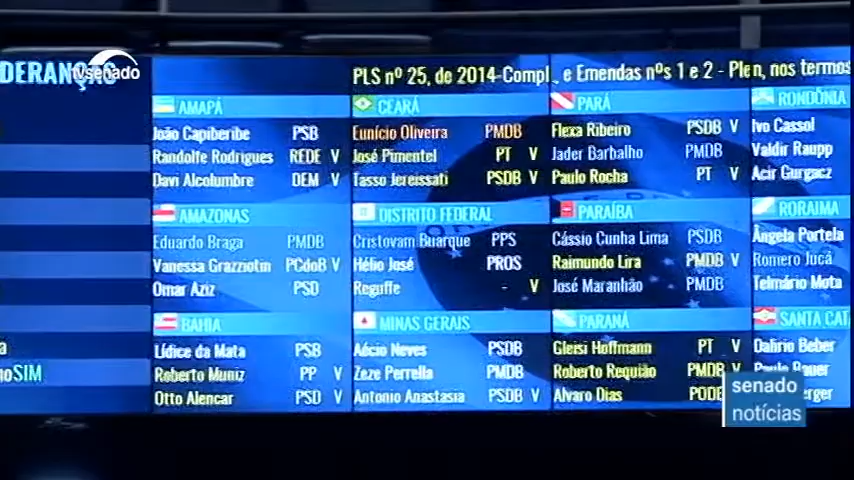 DERANÇAS
tvsenado
PLS nº 25, de 2014-Compl., e Emendas nºs 1 e 2 - Plen, nos termos
AMAPÁ
João Capiberibe PSB
Randolfe Rodrigues REDE V
Davi Alcolumbre DEM V
CEARÁ
Eunício Oliveira PMDB
José Pimentel PT V
Tasso Jereissati PSDB V
PARÁ
Flexa Ribeiro PSDB V
Jader Barbalho PMDB
Paulo Rocha PT V
RONDÔNIA
Ivo Cassol
Valdir Raupp
Acir Gurgacz
AMAZONAS
Eduardo Braga PMDB
Vanessa Grazziotin PCdoB V
Omar Aziz PSD
DISTRITO FEDERAL
Cristovam Buarque PPS
Hélio José PROS
Reguffe - V
PARAÍBA
Cássio Cunha Lima PSDB
Raimundo Lira PMDB V
José Maranhão PMDB
RORAIMA
Ângela Portela
Romero Jucá
Telmário Mota
BAHIA
Lídice da Mata PSB
Roberto Muniz PP V
Otto Alencar PSD V
MINAS GERAIS
Aécio Neves PSDB
Zeze Perrella PMDB
Antonio Anastasia PSDB V
PARANÁ
Gleisi Hoffmann PT V
Roberto Requião PMDB V
Alvaro Dias PODE
SANTA CAT
Dalirio Beber
a
SIM
senado
notícias